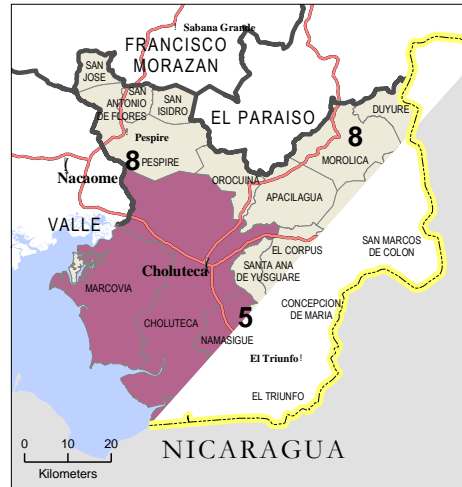 Sabana Grande
FRANCISCO
MORAZAN
SAN
JOSE
SAN
ANTONIO
DE FLORES
SAN
ISIDRO
EL PARAISO
DUYURE
8
MOROLICA
Pespire
8
PESPIRE
OROCUINA
Nacaome
APACILAGUA
VALLE
EL CORPUS
SAN MARCOS
DE COLON
Choluteca
SANTA ANA
DE YUSGUARE
MARCOVIA
CONCEPCION
DE MARIA
CHOLUTECA
5
NAMASIGUE
El Triunfo
EL TRIUNFO
NICARAGUA
0 10 20
Kilometers